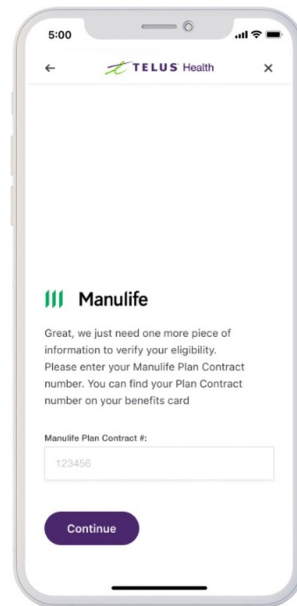 5:00
TELUS Health
Manulife
Great, we just need one more piece of
information to verify your eligibility.
Please enter your Manulife Plan Contract
number. You can find your Plan Contract
number on your benefits card
Manulife Plan Contract #:
123456
Continue